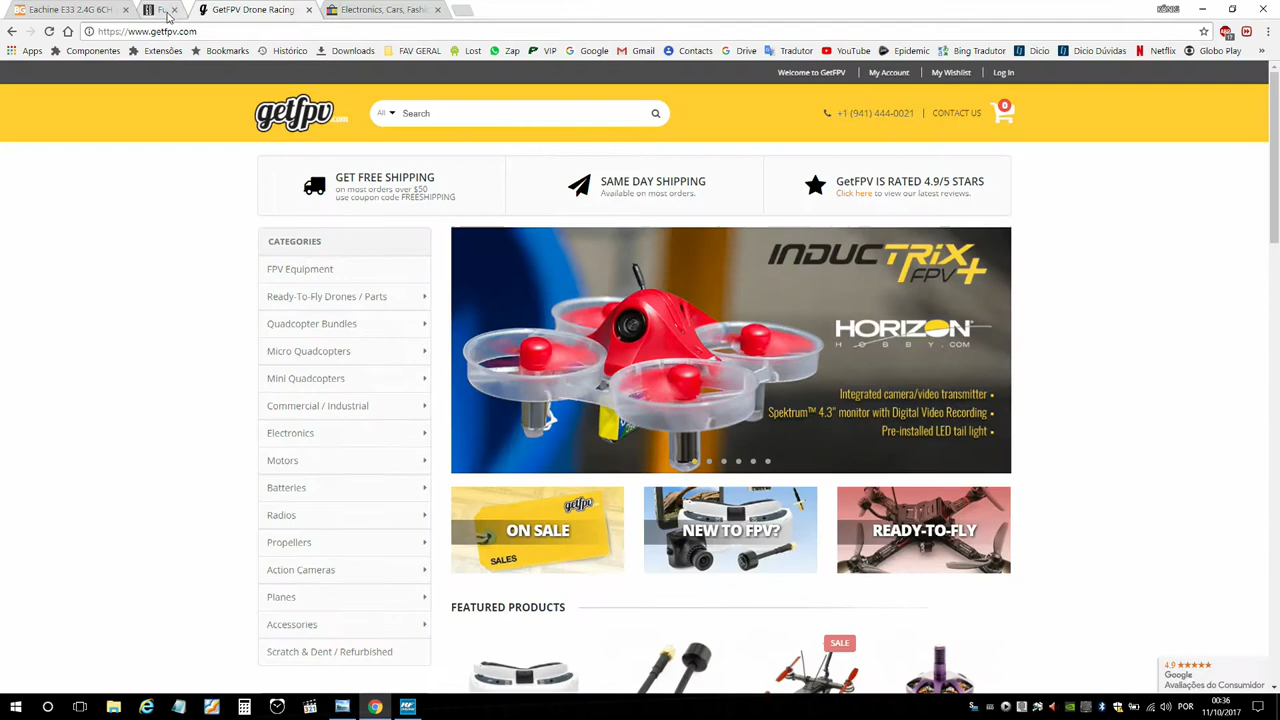 Eachine E33 2.4G 6CH
GetFPV Drone Racing
Electronics, Cars, Fashi
https://www.getfpv.com
Apps
Componentes
Extensões
Bookmarks
Histórico
Downloads
FAV GERAL
Lost
Zap
VIP
Google
Gmail
Contacts
Drive
Tradutor
YouTube
Epidemic
Bing Tradutor
Dicio
Dicio Dúvidas
Netflix
Globo Play
Welcome to GetFPV
My Account
My Wishlist
Log In
getfpv.com
All
Search
+1 (941) 444-0021
CONTACT US
0
GET FREE SHIPPING
on most orders over $50
use coupon code FREESHIPPING
SAME DAY SHIPPING
Available on most orders.
GetFPV IS RATED 4.9/5 STARS
Click here to view our latest reviews.
CATEGORIES
FPV Equipment
Ready-To-Fly Drones / Parts
Quadcopter Bundles
Micro Quadcopters
Mini Quadcopters
Commercial / Industrial
Electronics
Motors
Batteries
Radios
Propellers
Action Cameras
Planes
Accessories
Scratch & Dent / Refurbished
INDUCTRIX
FPV+
HORIZON
HOBBY.COM
Integrated camera/video transmitter
Spektrum™ 4.3" monitor with Digital Video Recording
Pre-installed LED tail light
getfpv
ON SALE
SALES
NEW TO FPV?
READY-TO-FLY
FEATURED PRODUCTS
SALE
4.9
Google
Avaliações do Consumidor
POR
00:36
11/10/2017